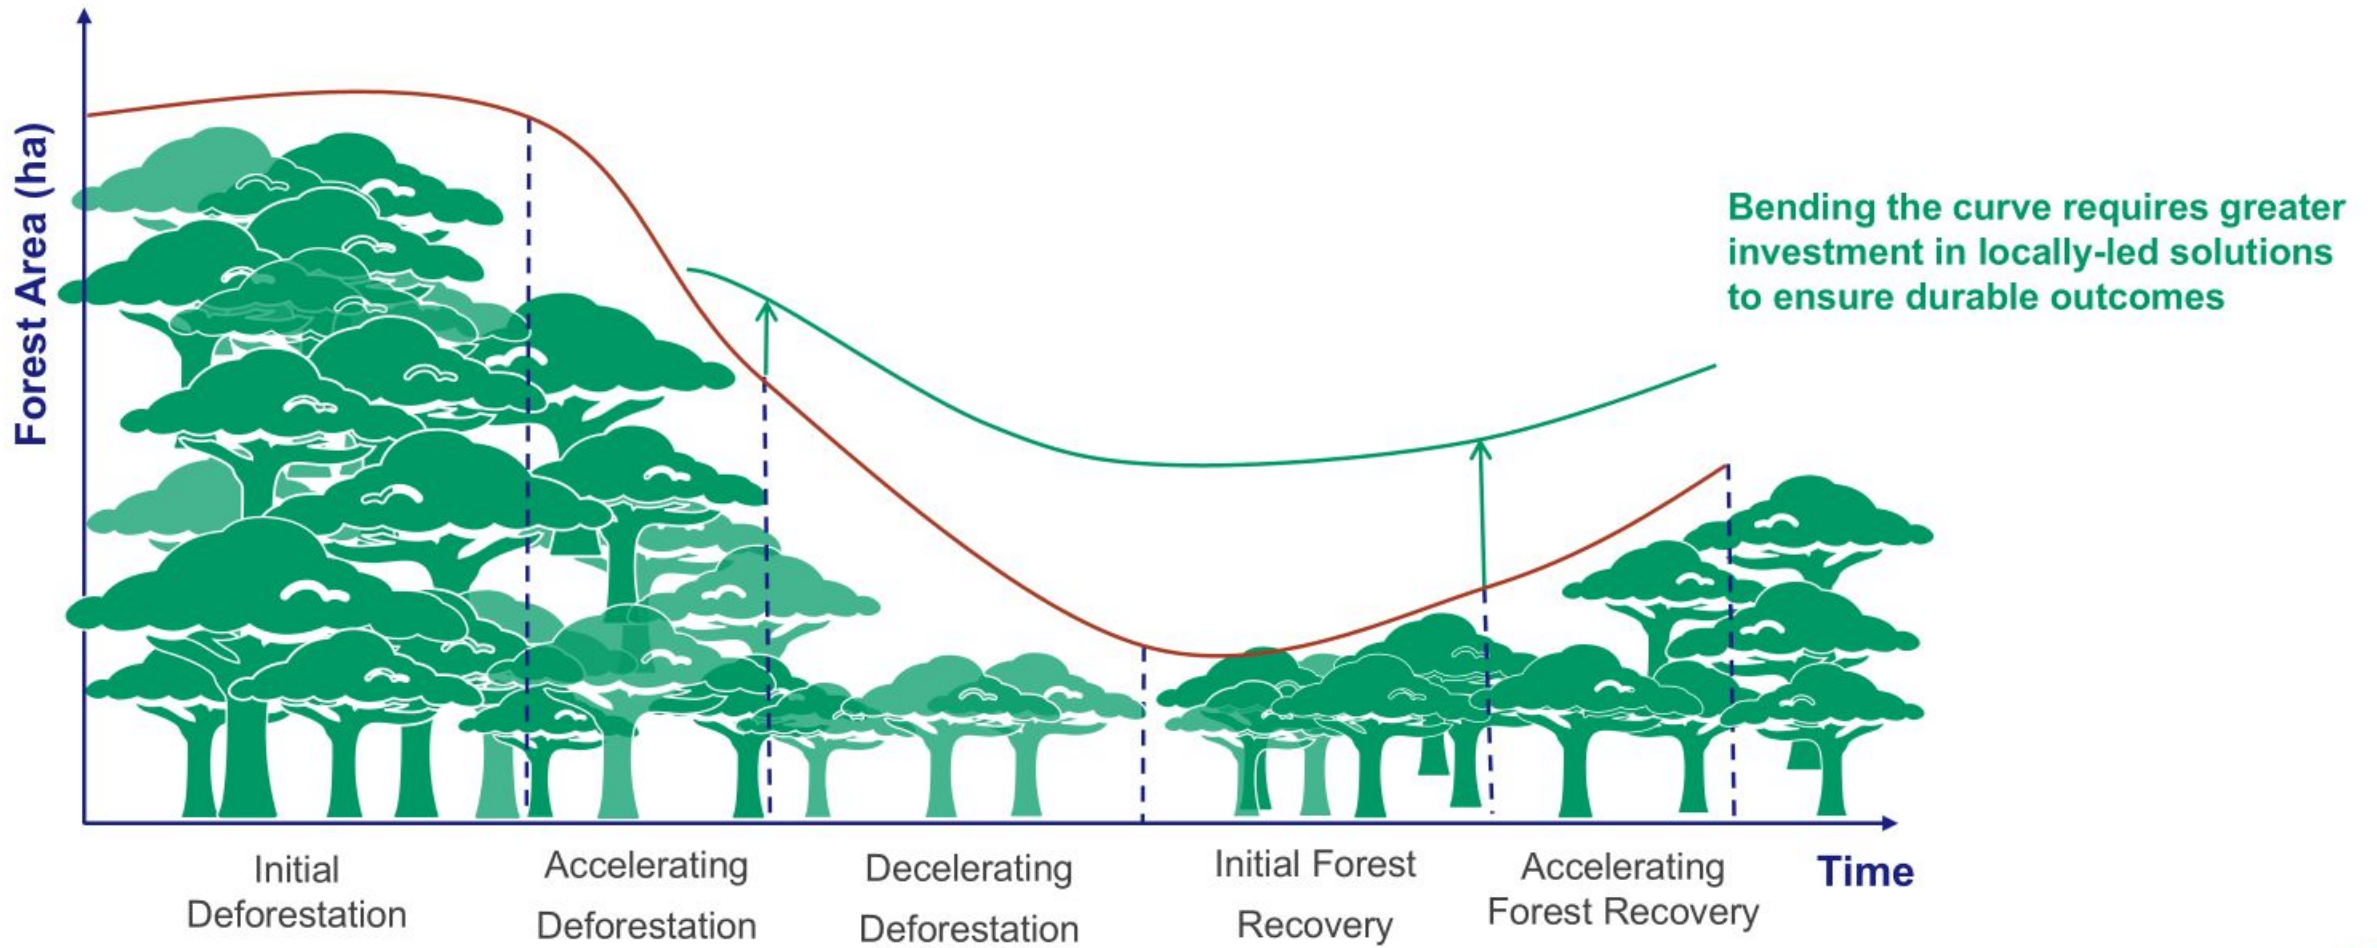 Forest Area (ha)
Bending the curve requires greater
investment in locally-led solutions
to ensure durable outcomes
Initial
Deforestation
Accelerating
Deforestation
Decelerating
Deforestation
Initial Forest
Recovery
Accelerating
Forest Recovery
Time